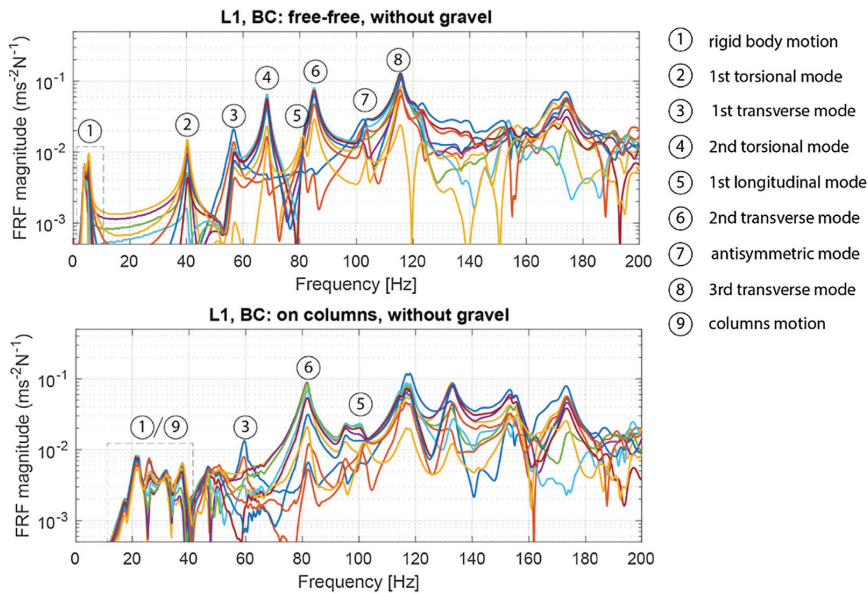 L1, BC: free-free, without gravel
FRF magnitude (ms⁻²N⁻¹)
10⁻¹
10⁻²
10⁻³
1
2
3
4
5
6
7
8
0 20 40 60 80 100 120 140 160 180 200
Frequency [Hz]
1 rigid body motion
2 1st torsional mode
3 1st transverse mode
4 2nd torsional mode
5 1st longitudinal mode
6 2nd transverse mode
7 antisymmetric mode
8 3rd transverse mode
9 columns motion
L1, BC: on columns, without gravel
FRF magnitude (ms⁻²N⁻¹)
10⁻¹
10⁻²
10⁻³
1/9
3
6
5
0 20 40 60 80 100 120 140 160 180 200
Frequency [Hz]